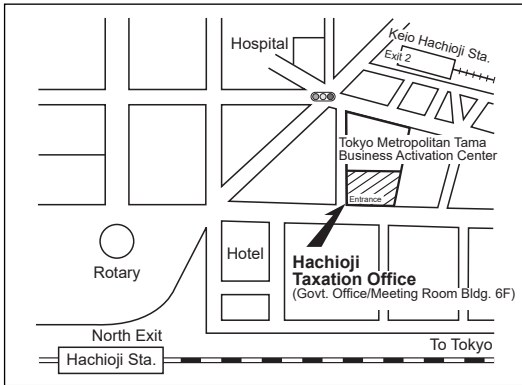 Keio Hachioji Sta.
Exit 2
Hospital
Tokyo Metropolitan Tama
Business Activation Center
Entrance
Hotel
Rotary
Hachioji
Taxation Office
(Govt. Office/Meeting Room Bldg. 6F)
North Exit
To Tokyo
Hachioji Sta.